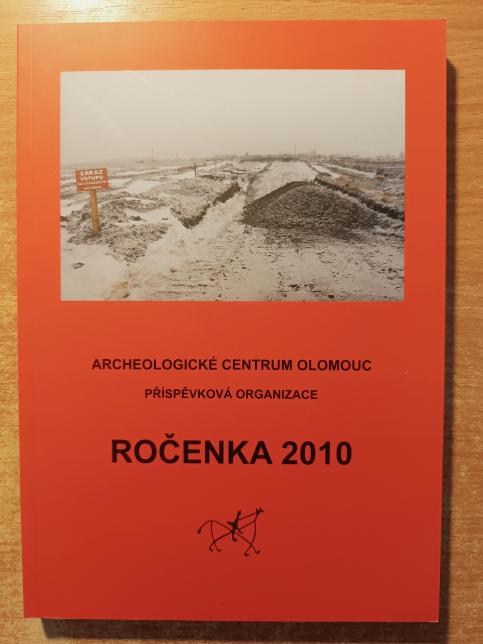 ZÁKAZ
VSTUPU
ARCHEOLOGICKÉ CENTRUM OLOMOUC
PŘÍSPĚVKOVÁ ORGANIZACE
ROČENKA 2010